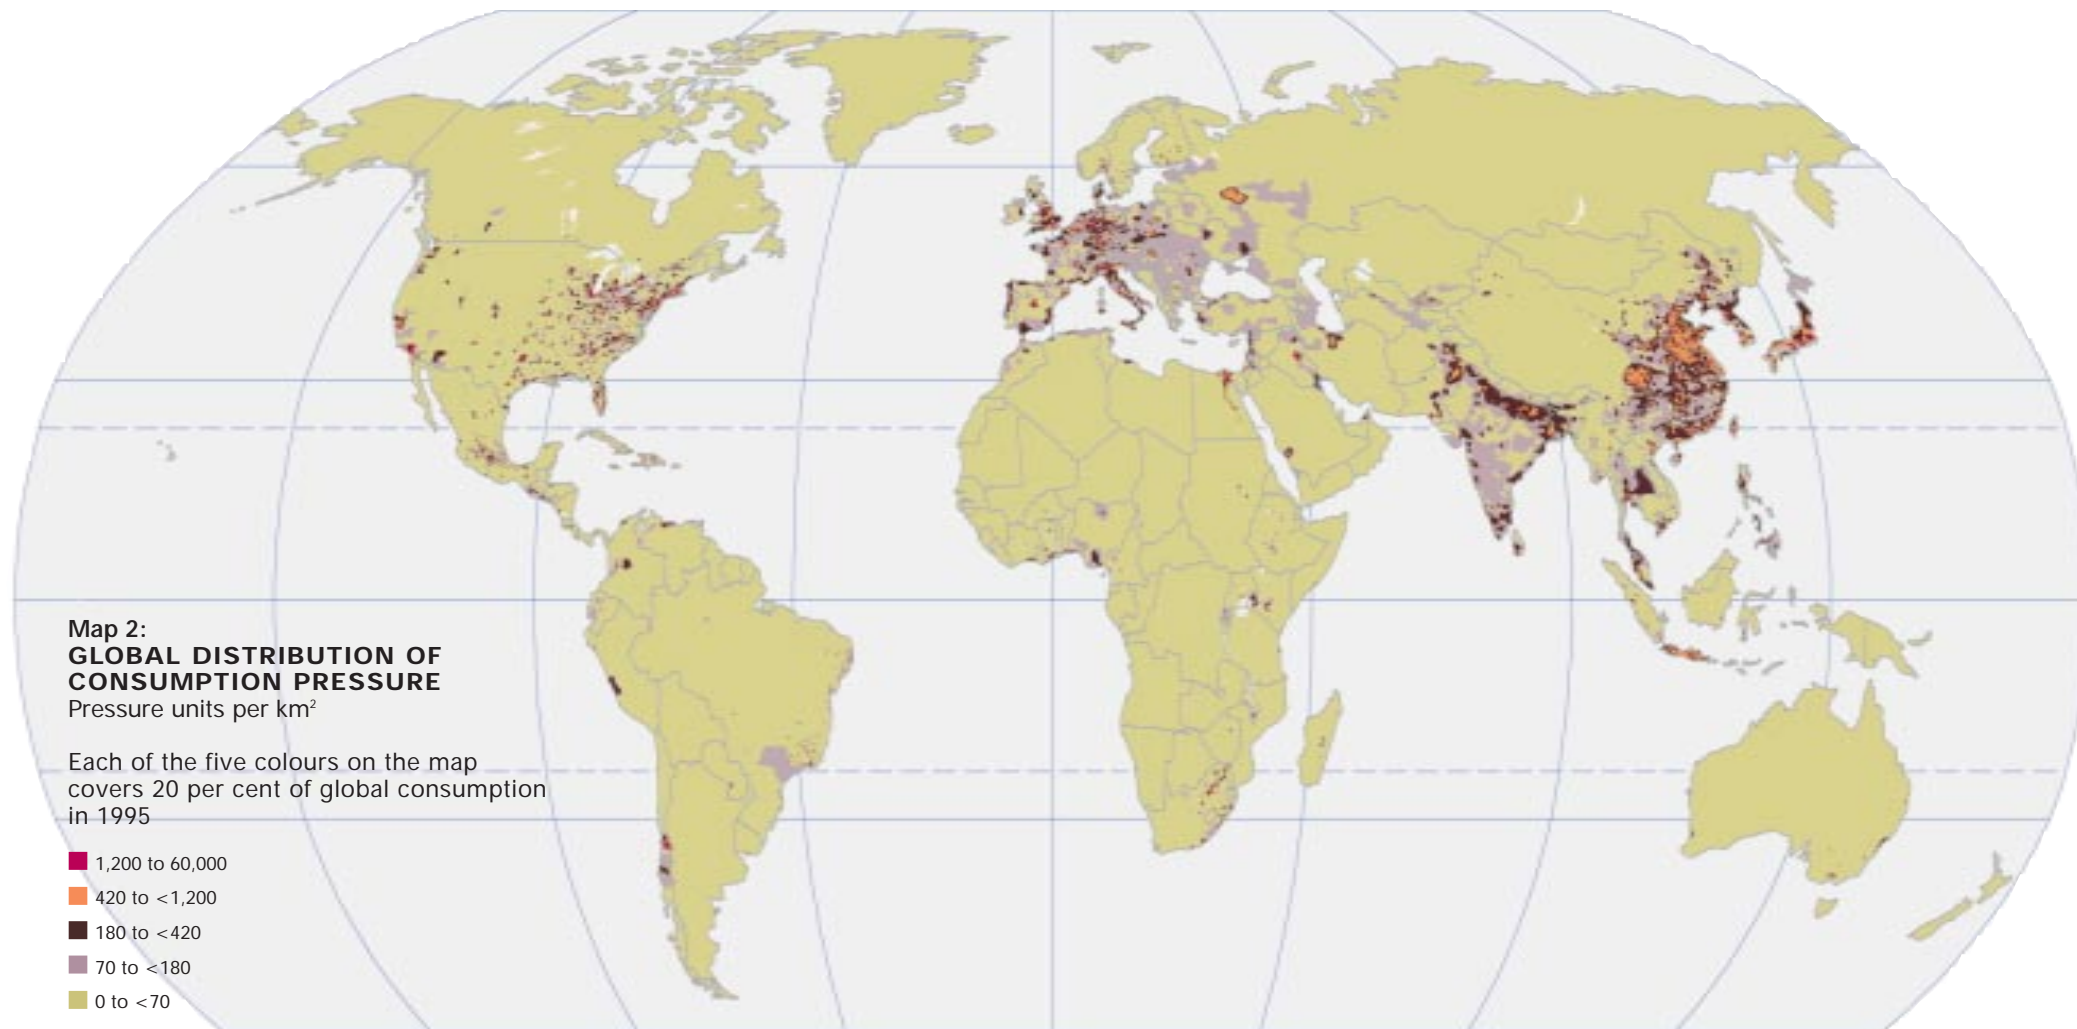 Map 2:
GLOBAL DISTRIBUTION OF
CONSUMPTION PRESSURE
Pressure units per km²
Each of the five colours on the map
covers 20 per cent of global consumption
in 1995
1,200 to 60,000
420 to <1,200
180 to <420
70 to <180
0 to <70